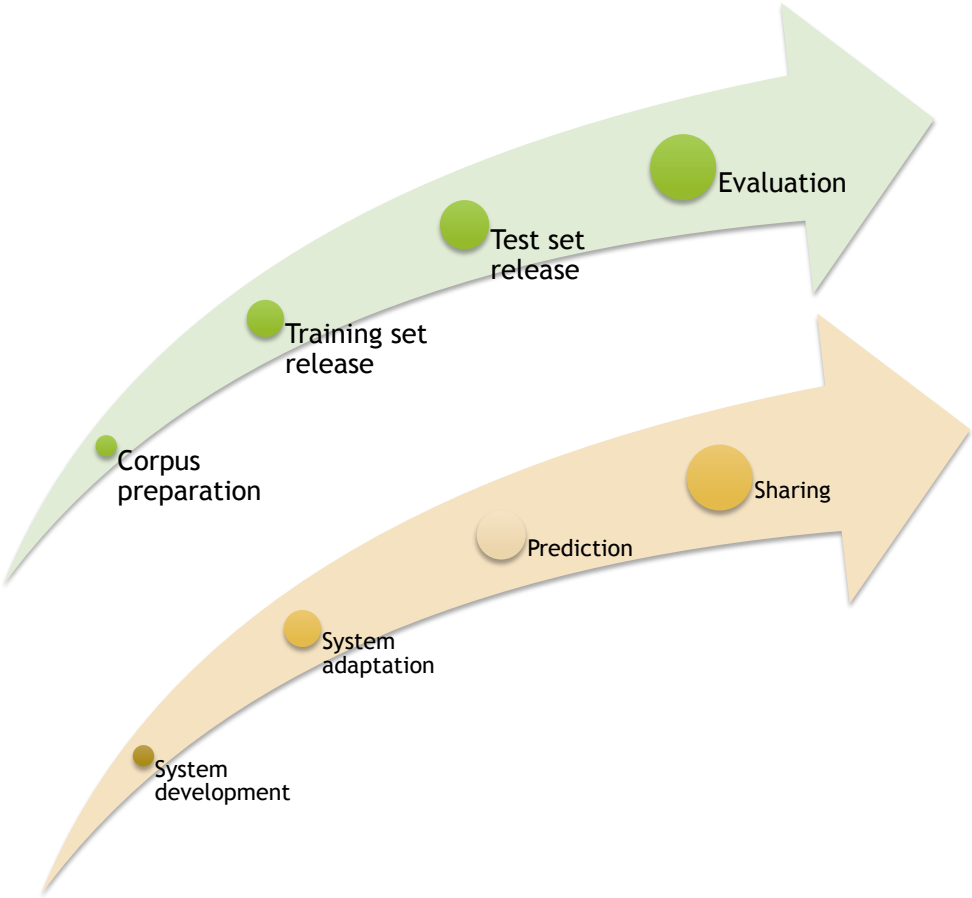 Evaluation
Test set
release
Training set
release
Corpus
preparation
Sharing
Prediction
System
adaptation
System
development